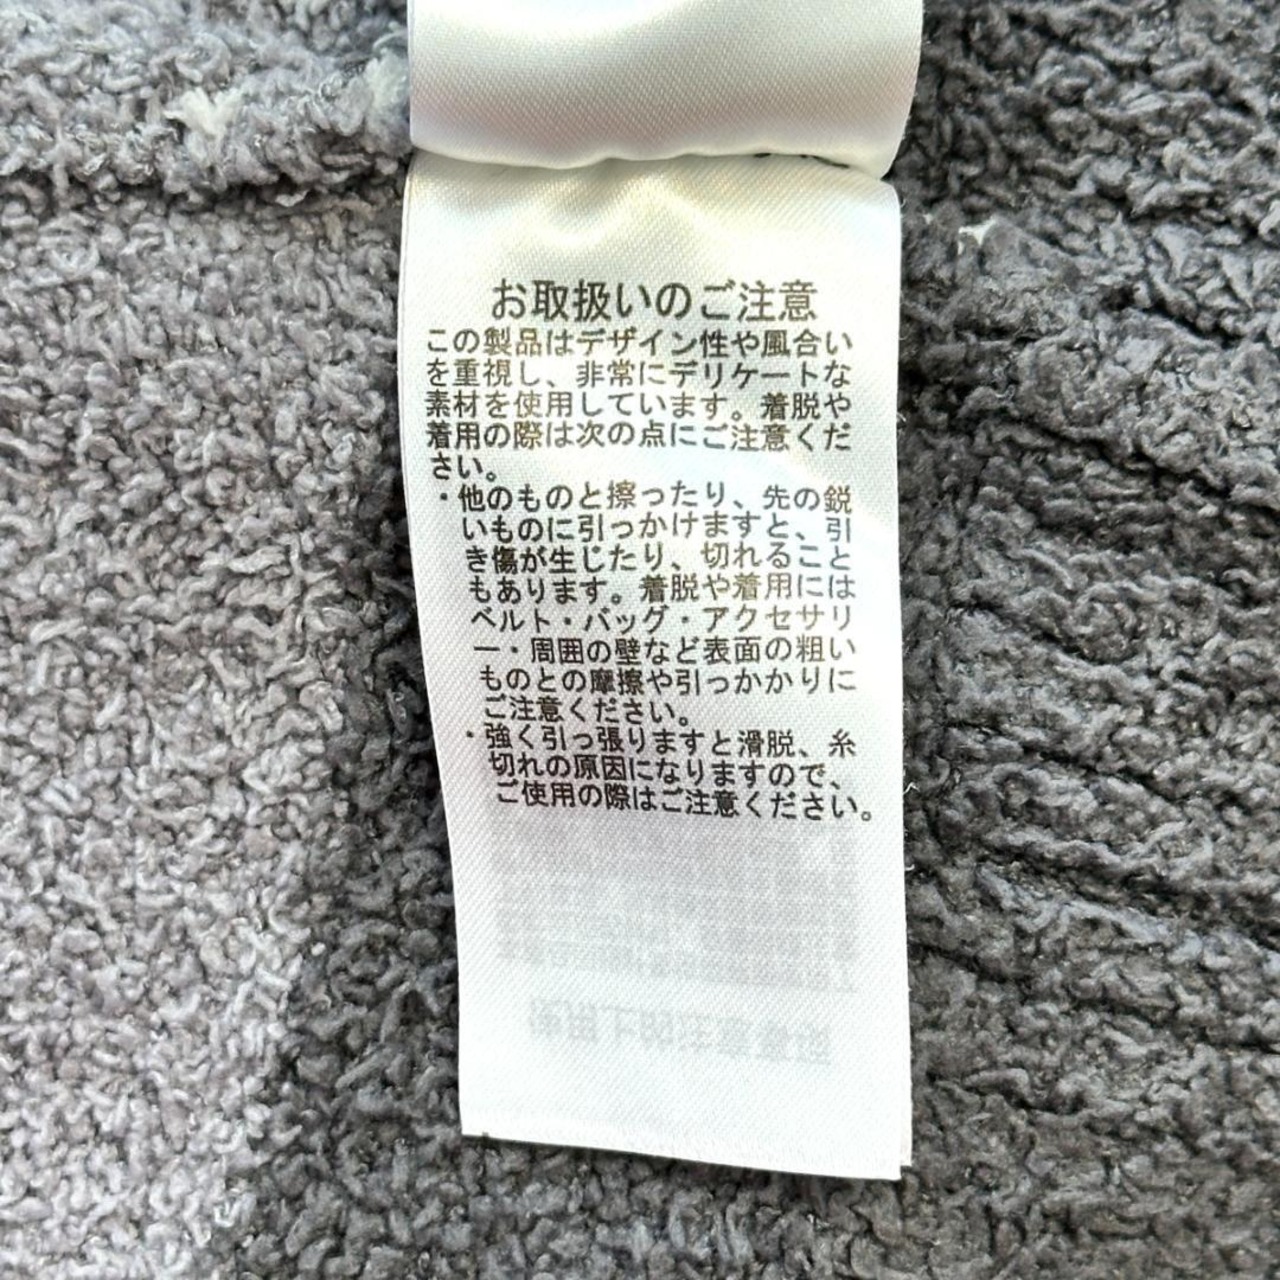 お取扱いのご注意
この製品はデザイン性や風合い
を重視し、非常にデリケートな
素材を使用しています。着脱や
着用の際は次の点にご注意くだ
さい。
・他のものと擦ったり、先の鋭
いものに引っかけますと、引
き傷が生じたり、切れること
もあります。着脱や着用には
ベルト・バッグ・アクセサリ
ー・周囲の壁など表面の粗い
ものとの摩擦や引っかかりに
ご注意ください。
・強く引っ張りますと滑脱、糸
切れの原因になりますので、
ご使用の際はご注意ください。